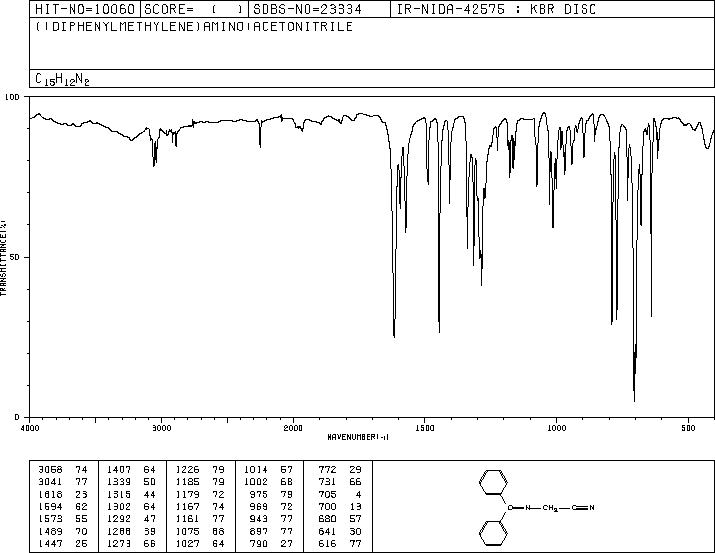 HIT-NO=10060 SCORE= ( ) SDBS-NO=23334 IR-NIDA-42575 : KBR DISC
((DIPHENYLMETHYLENE)AMINO)ACETONITRILE
C15H12N2
100
50
0
TRANSMITTANCE(%)
4000 3000 2000 1500 1000 500
WAVENUMBER(-1)
3058 74 1407 64 1226 79 1014 57 772 29
3041 77 1339 50 1185 79 1002 68 731 66
1618 23 1315 44 1179 72 975 79 705 4
1594 62 1302 64 1167 74 969 72 700 13
1573 55 1292 47 1161 77 943 77 680 57
1489 70 1288 39 1075 68 897 77 641 30
1447 25 1273 66 1027 64 790 27 616 77
C=N-CH2-C≡N